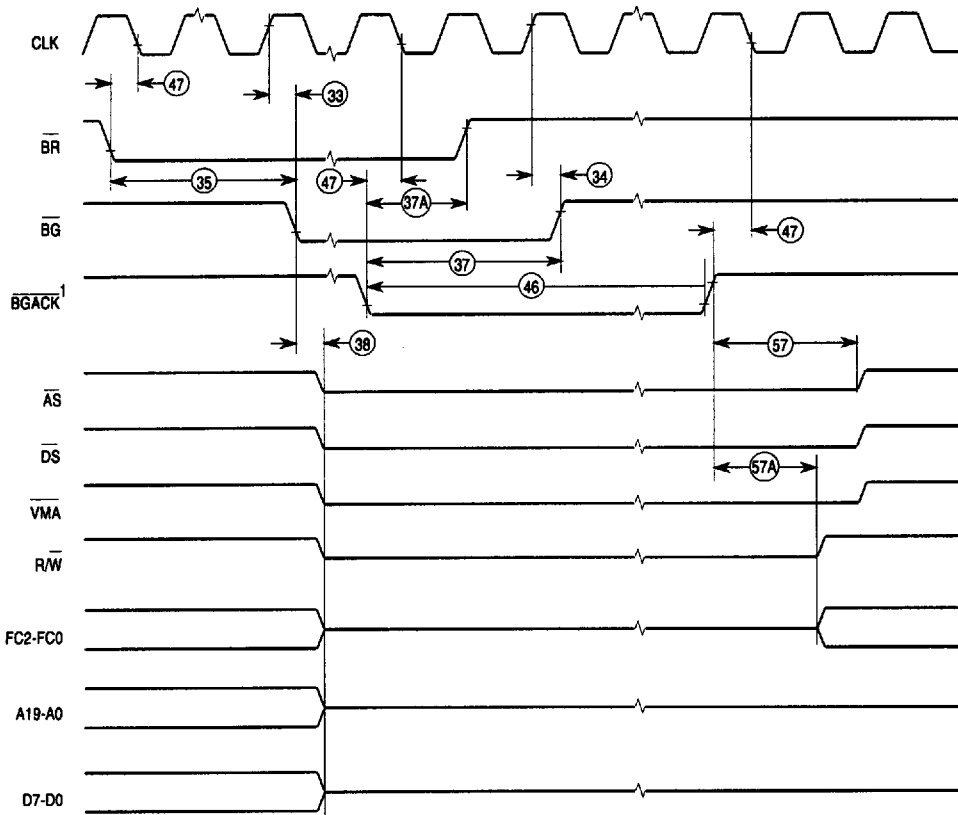 CLK
47
33
BR
35
47
37A
34
BG
37
47
BGACK1
46
38
57
AS
DS
57A
VMA
R/W
FC2-FC0
A19-A0
D7-D0